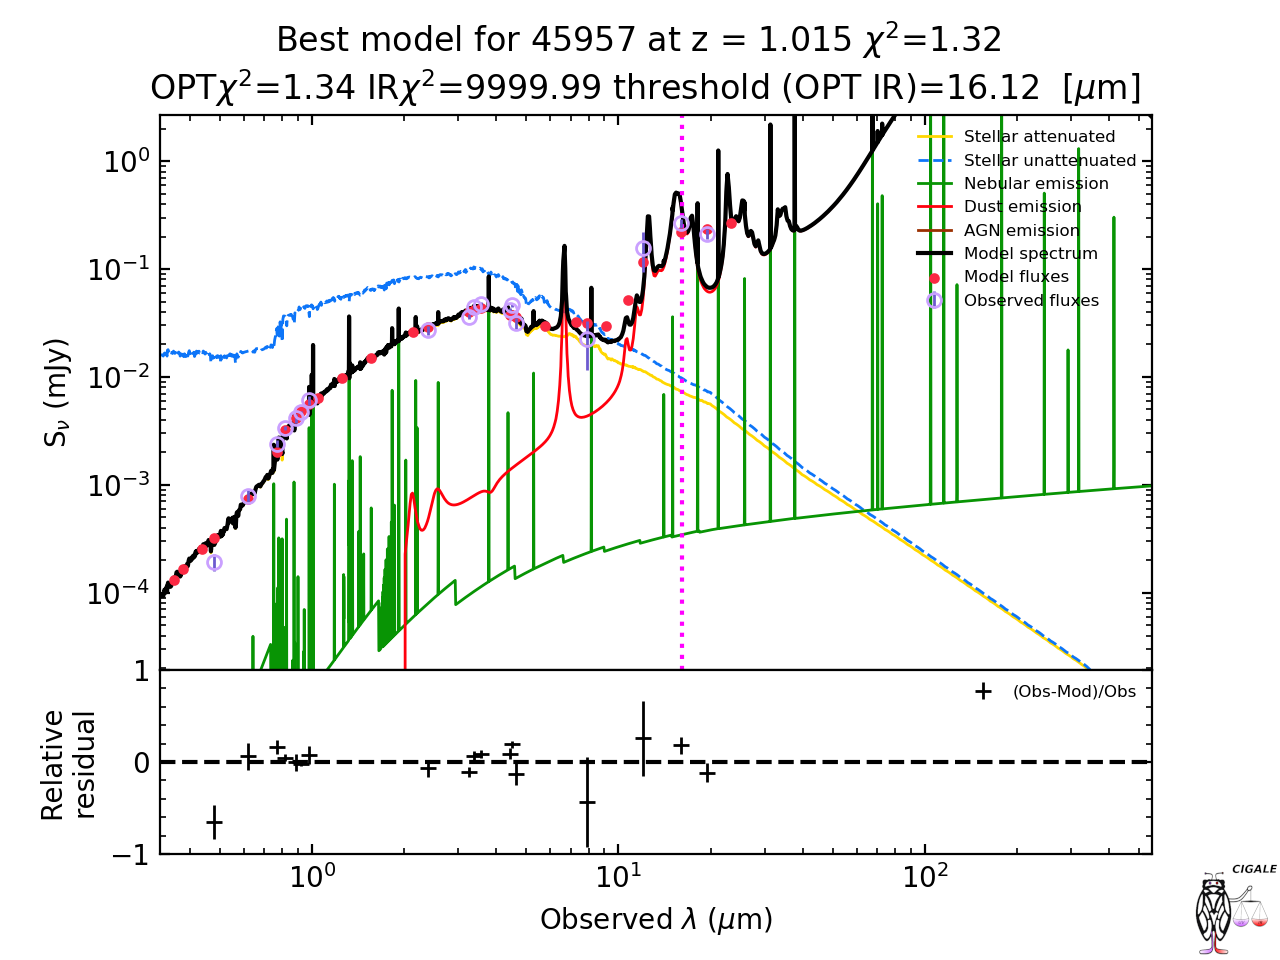 Best model for 45957 at z = 1.015 χ²=1.32
OPTχ²=1.34 IRχ²=9999.99 threshold (OPT IR)=16.12 [μm]
Stellar attenuated
Stellar unattenuated
Nebular emission
Dust emission
AGN emission
Model spectrum
Model fluxes
Observed fluxes
10⁰
10⁻¹
10⁻²
10⁻³
10⁻⁴
S_ν (mJy)
(Obs-Mod)/Obs
1
0
−1
Relative
residual
10⁰ 10¹ 10²
Observed λ (μm)
CIGALE